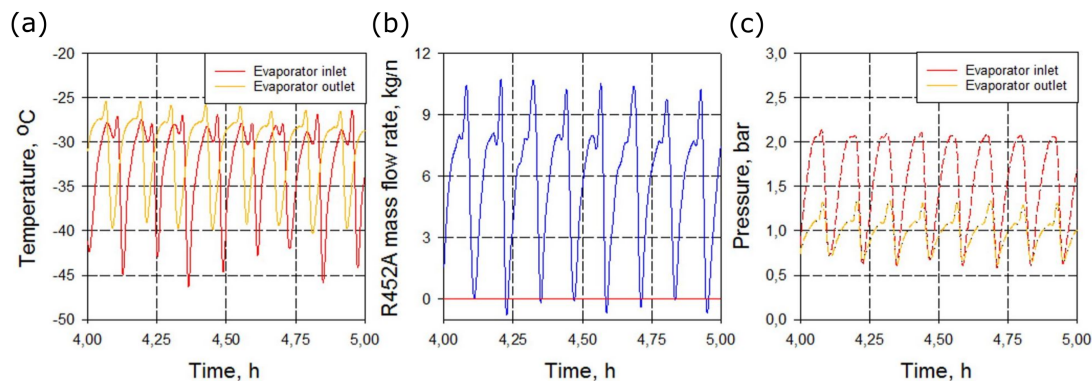 (a)
-20
-25
-30
-35
-40
-45
-50
Temperature, ºC
Evaporator inlet
Evaporator outlet
4,00 4,25 4,50 4,75 5,00
Time, h
(b)
12
9
6
3
0
R452A mass flow rate, kg/n
4,00 4,25 4,50 4,75 5,00
Time, h
(c)
3,0
2,5
2,0
1,5
1,0
0,5
0,0
Pressure, bar
Evaporator inlet
Evaporator outlet
4,00 4,25 4,50 4,75 5,00
Time, h